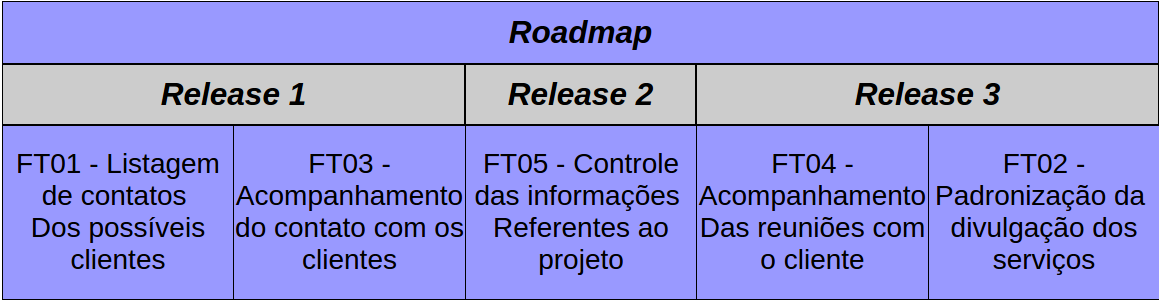 Roadmap
Release 1
Release 2
Release 3
FT01 - Listagem
de contatos
Dos possíveis
clientes
FT03 -
Acompanhamento
do contato com os
clientes
FT05 - Controle
das informações
Referentes ao
projeto
FT04 -
Acompanhamento
Das reuniões com
o cliente
FT02 -
Padronização da
divulgação dos
serviços